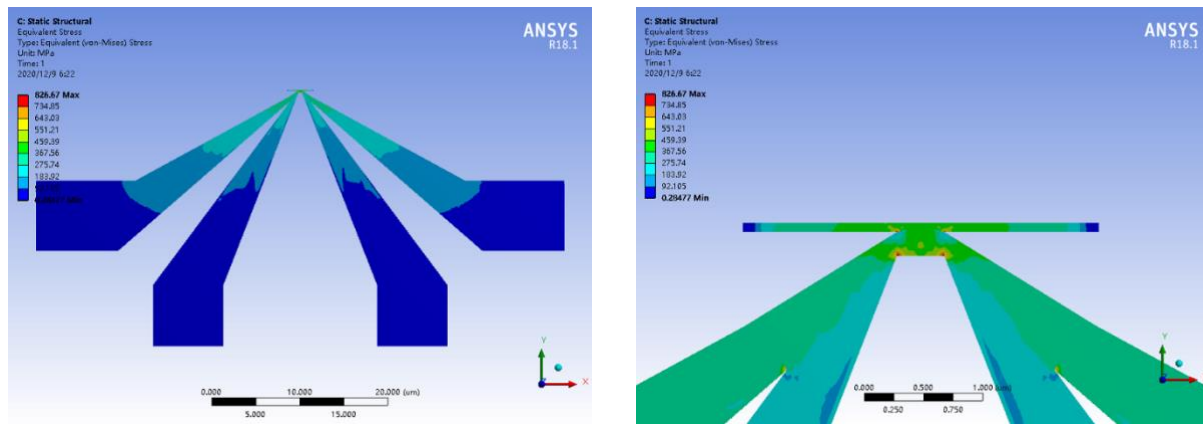 C: Static Structural
Equivalent Stress
Type: Equivalent (von-Mises) Stress
Unit: MPa
Time: 1
2020/12/9 6:22
ANSYS
R18.1
826.67 Max
734.85
643.03
551.21
459.39
367.56
275.74
183.92
Y
X
0.000
10.000
20.000 (um)
5.000
15.000
C: Static Structural
Equivalent Stress
Type: Equivalent (von-Mises) Stress
Unit: MPa
Time: 1
2020/12/9 6:22
ANSYS
R18.1
826.67 Max
734.85
643.03
551.21
459.39
367.56
275.74
183.92
92.105
0.28477 Min
Y
X
0.000
0.500
1.000 (um)
0.250
0.750